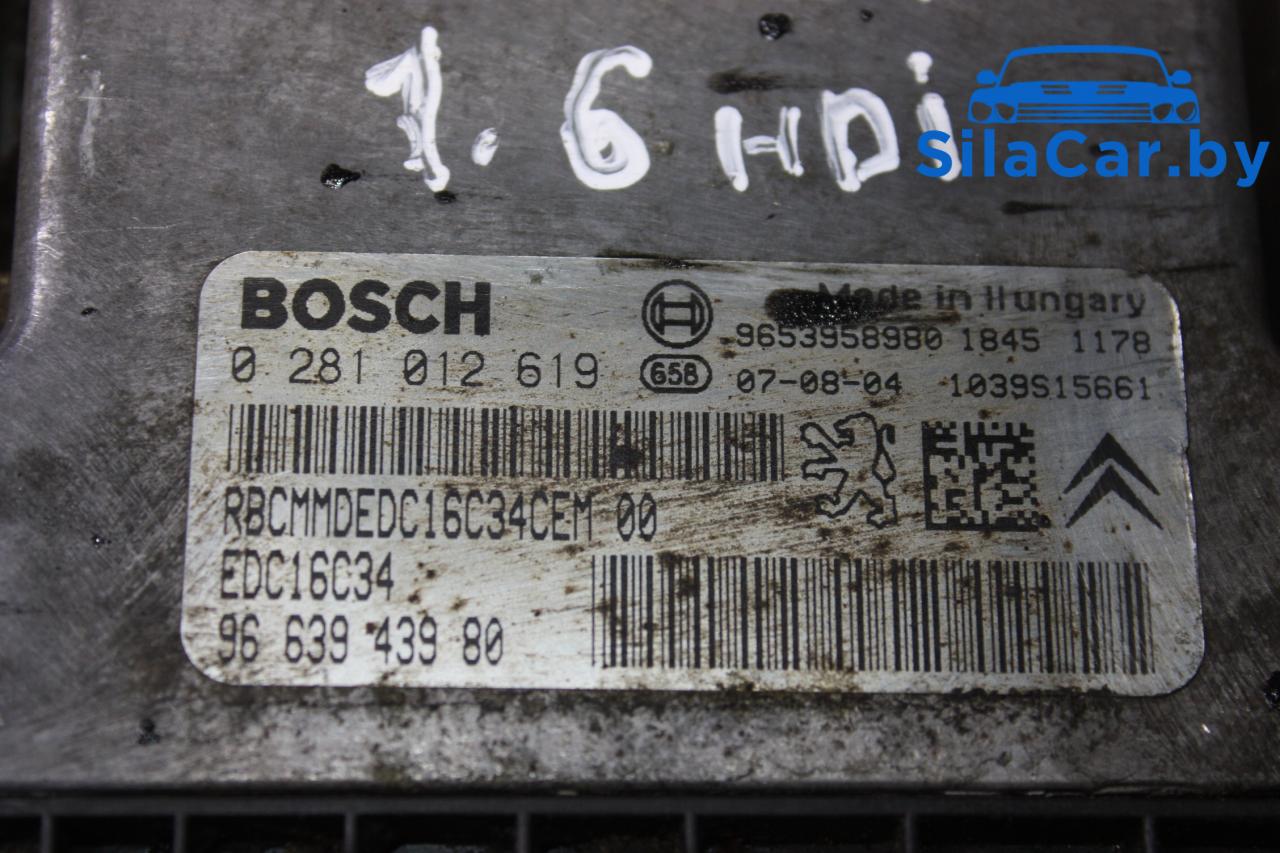 1.6 HDi
SilaCar.by
BOSCH
Made in Hungary
9653958980 1845 1178
0 281 012 619
658
07-08-04 1039S15661
RBCMMDEDC16C34CEM 00
EDC16C34
96 639 439 80